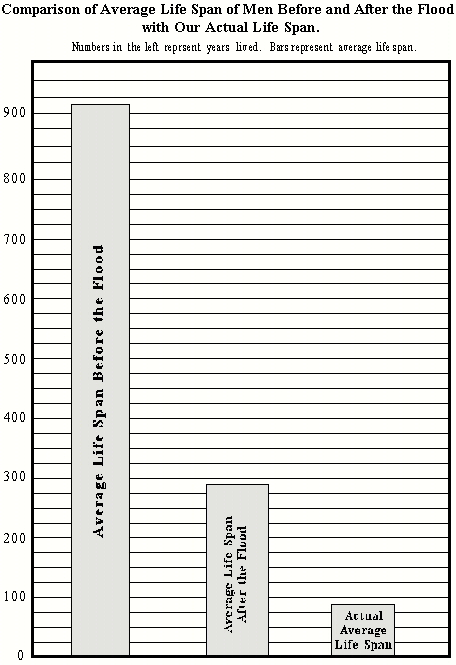 Comparison of Average Life Span of Men Before and After the Flood
with Our Actual Life Span.
Numbers in the left reprsent years lived. Bars represent average life span.
900
800
700
600
500
400
300
200
100
0
Average Life Span Before the Flood
Average Life Span
After the Flood
Actual
Average
Life Span